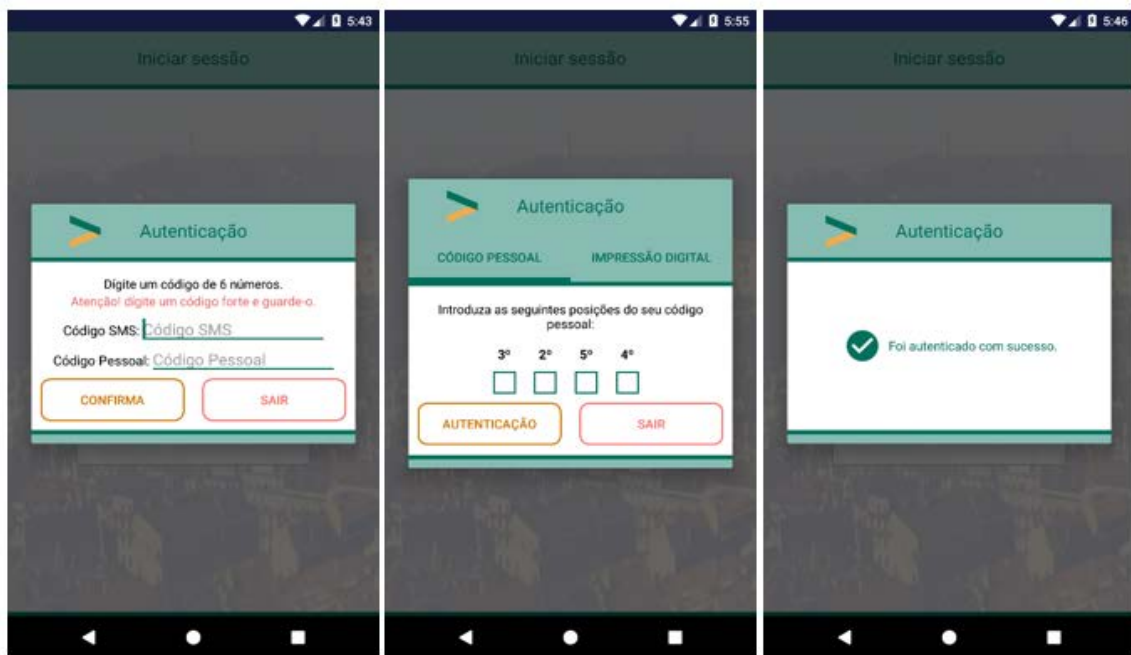 5:43
Iniciar sessão
Autenticação
Digite um código de 6 números.
Atenção! digite um código forte e guarde-o.
Código SMS: Código SMS
Código Pessoal: Código Pessoal
CONFIRMA SAIR
5:55
Iniciar sessão
Autenticação
CÓDIGO PESSOAL IMPRESSÃO DIGITAL
Introduza as seguintes posições do seu código
pessoal:
3º 2º 5º 4º
AUTENTICAÇÃO SAIR
5:46
Iniciar sessão
Autenticação
Foi autenticado com sucesso.